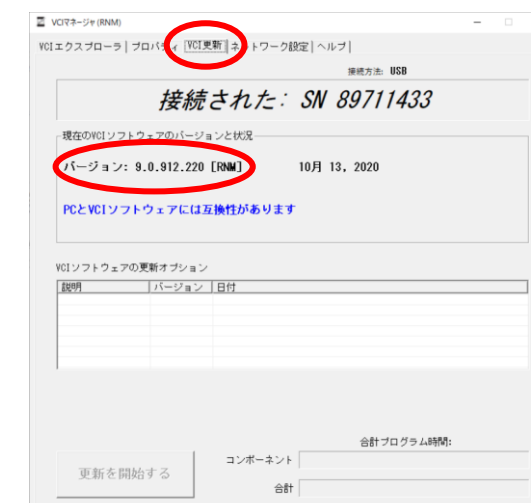 VCIマネージャ(RNM)
VCIエクスプローラ| プロパティ |VCI更新| ネットワーク設定| ヘルプ|
接続方法: USB
接続された: SN 89711433
現在のVCIソフトウェアのバージョンと状況
バージョン: 9.0.912.220 [RNM] 10月 13, 2020
PCとVCIソフトウェアには互換性があります
VCIソフトウェアの更新オプション
説明 バージョン 日付
合計プログラム時間:
コンポーネント
更新を開始する
合計